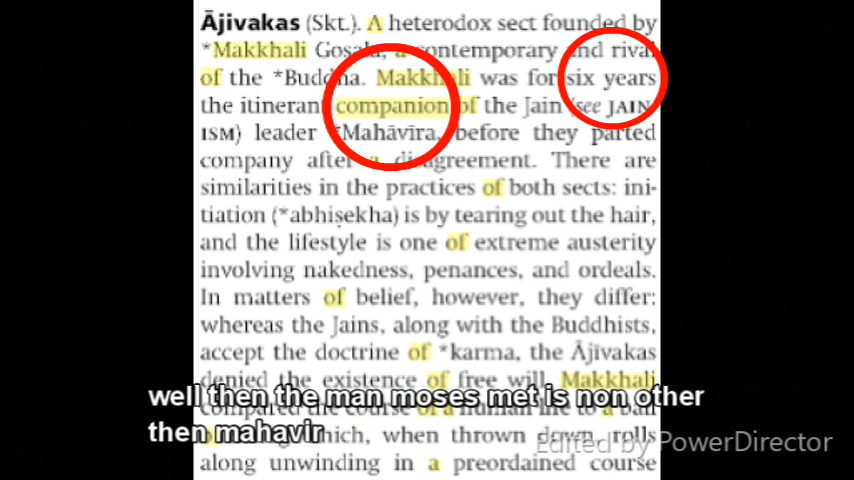 Ājivakas (Skt.). A heterodox sect founded by
*Makkhali Gosala, a contemporary and rival
of the *Buddha. Makkhali was for six years
the itinerant companion of the Jain (see JAIN-
ISM) leader *Mahāvīra, before they parted
company after a disagreement. There are
similarities in the practices of both sects: ini-
tiation (*abhiṣekha) is by tearing out the hair,
and the lifestyle is one of extreme austerity
involving nakedness, penances, and ordeals.
In matters of belief, however, they differ:
whereas the Jains, along with the Buddhists,
accept the doctrine of *karma, the Ājīvakas
denied the existence of free will. Makkhali
compared the course of a human life to a ball
which, when thrown down, rolls
along unwinding in a preordained course
well then the man moses met is non other
then mahavir
Edited by PowerDirector